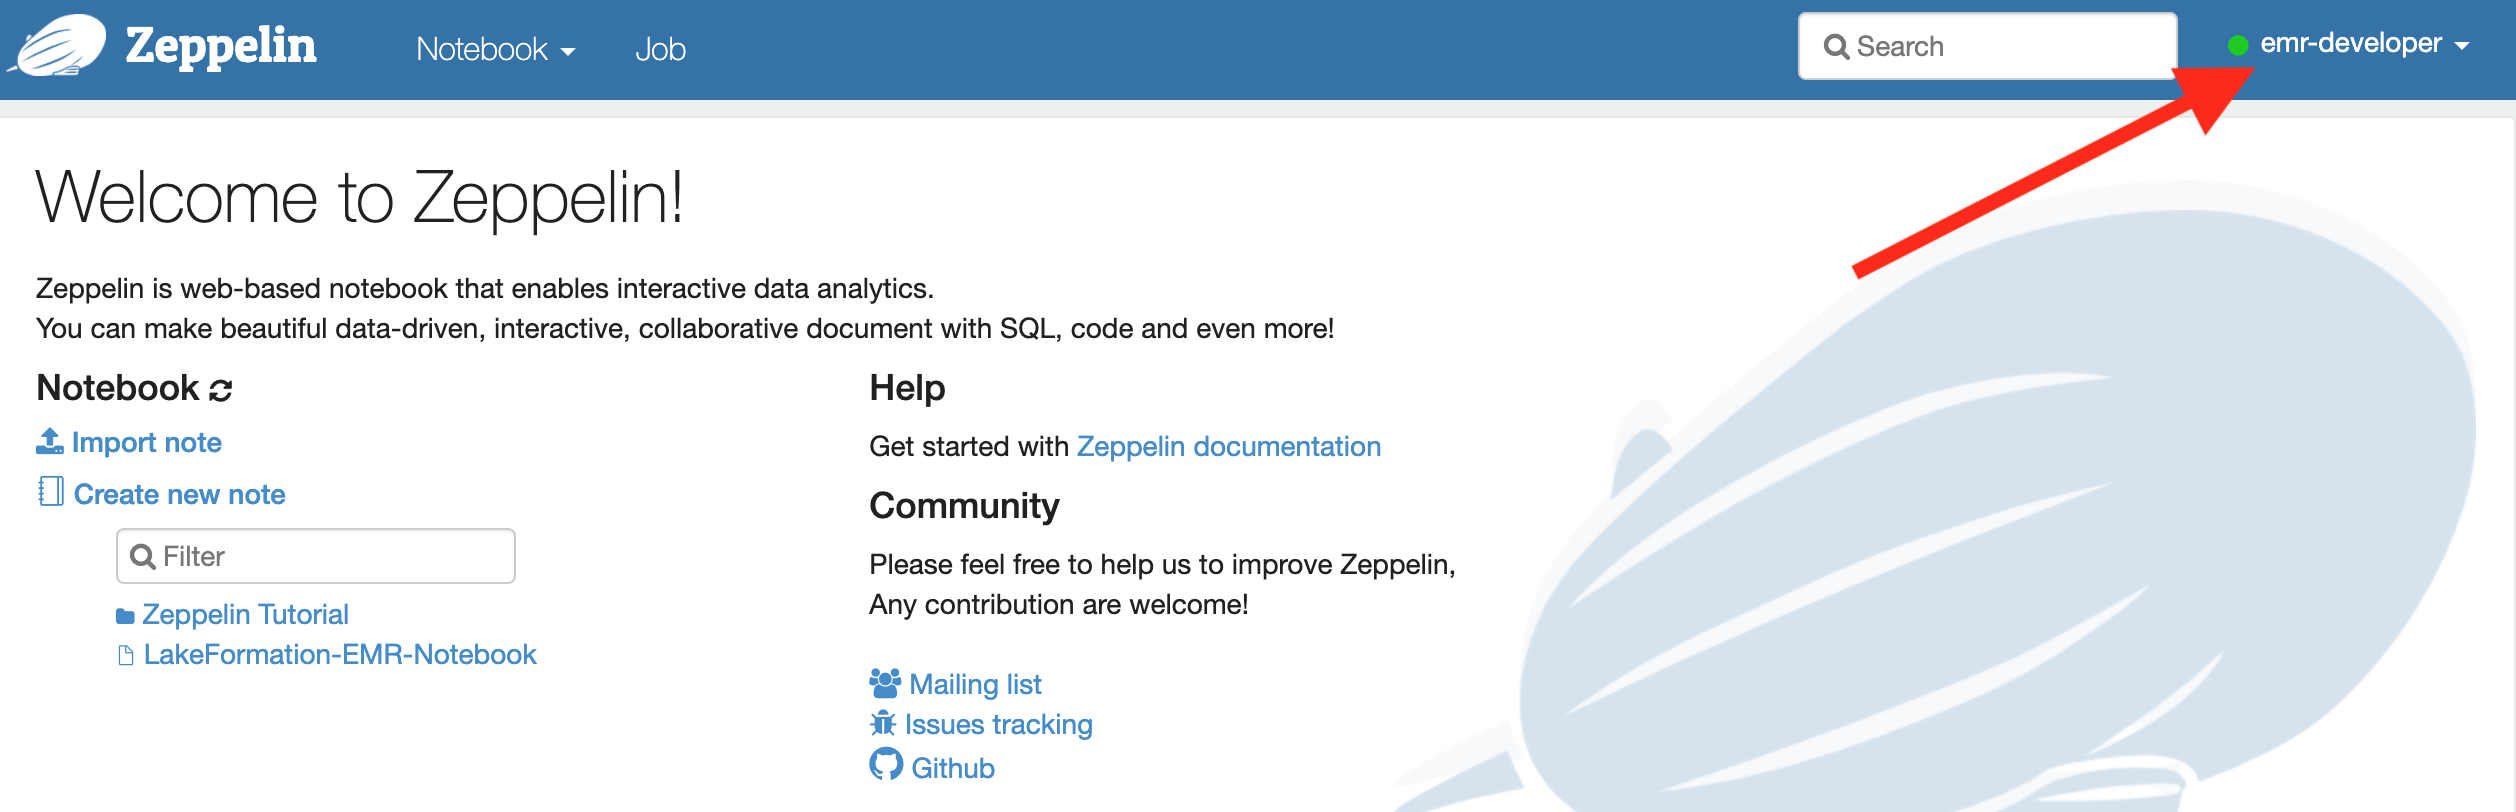 Zeppelin
Notebook
Job
Search
emr-developer
Welcome to Zeppelin!
Zeppelin is web-based notebook that enables interactive data analytics.
You can make beautiful data-driven, interactive, collaborative document with SQL, code and even more!
Notebook
Import note
Create new note
Filter
Zeppelin Tutorial
LakeFormation-EMR-Notebook
Help
Get started with Zeppelin documentation
Community
Please feel free to help us to improve Zeppelin,
Any contribution are welcome!
Mailing list
Issues tracking
Github